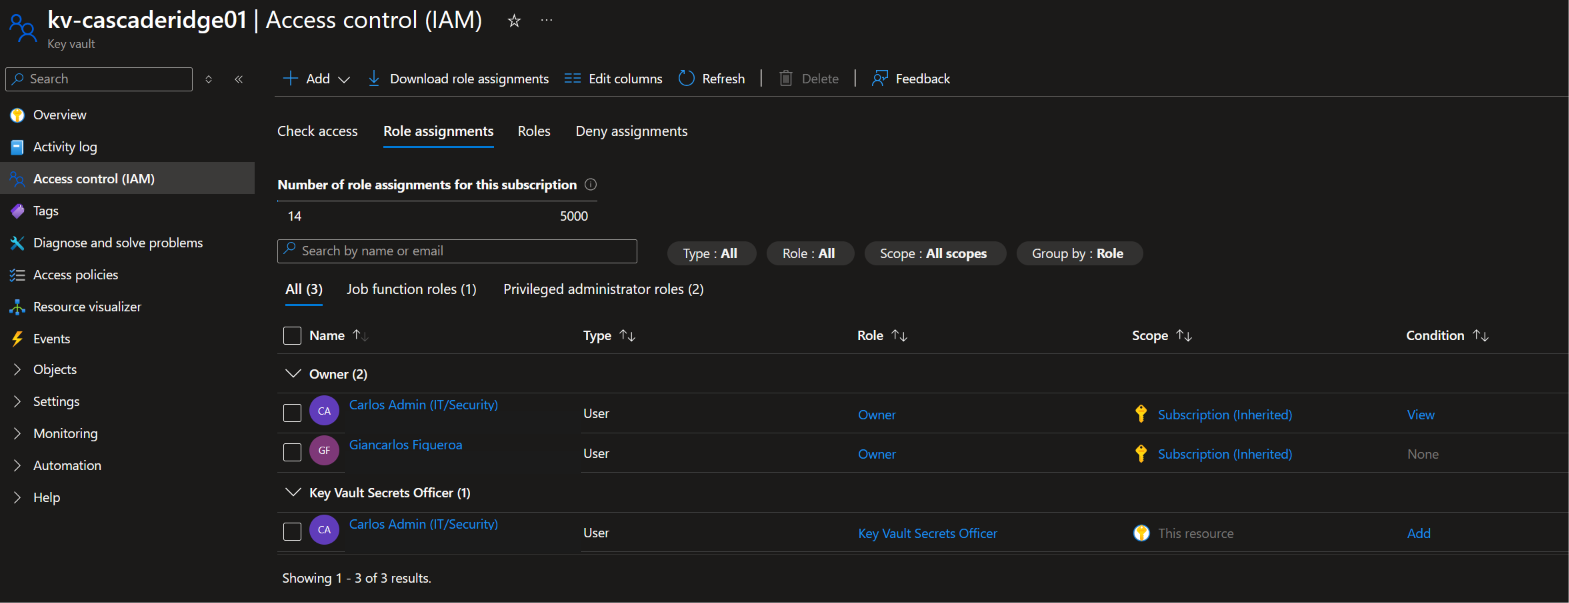 kv-cascaderidge01 | Access control (IAM) ☆ ···
Key vault
Search
Add Download role assignments Edit columns Refresh | Delete | Feedback
Overview
Activity log
Access control (IAM)
Tags
Diagnose and solve problems
Access policies
Resource visualizer
Events
Objects
Settings
Monitoring
Automation
Help
Check access Role assignments Roles Deny assignments
Number of role assignments for this subscription
14 5000
Search by name or email
Type : All Role : All Scope : All scopes Group by : Role
All (3) Job function roles (1) Privileged administrator roles (2)
Name Type Role Scope Condition
Owner (2)
CA Carlos Admin (IT/Security) User Owner Subscription (Inherited) View
GF Giancarlos Figueroa User Owner Subscription (Inherited) None
Key Vault Secrets Officer (1)
CA Carlos Admin (IT/Security) User Key Vault Secrets Officer This resource Add
Showing 1 - 3 of 3 results.